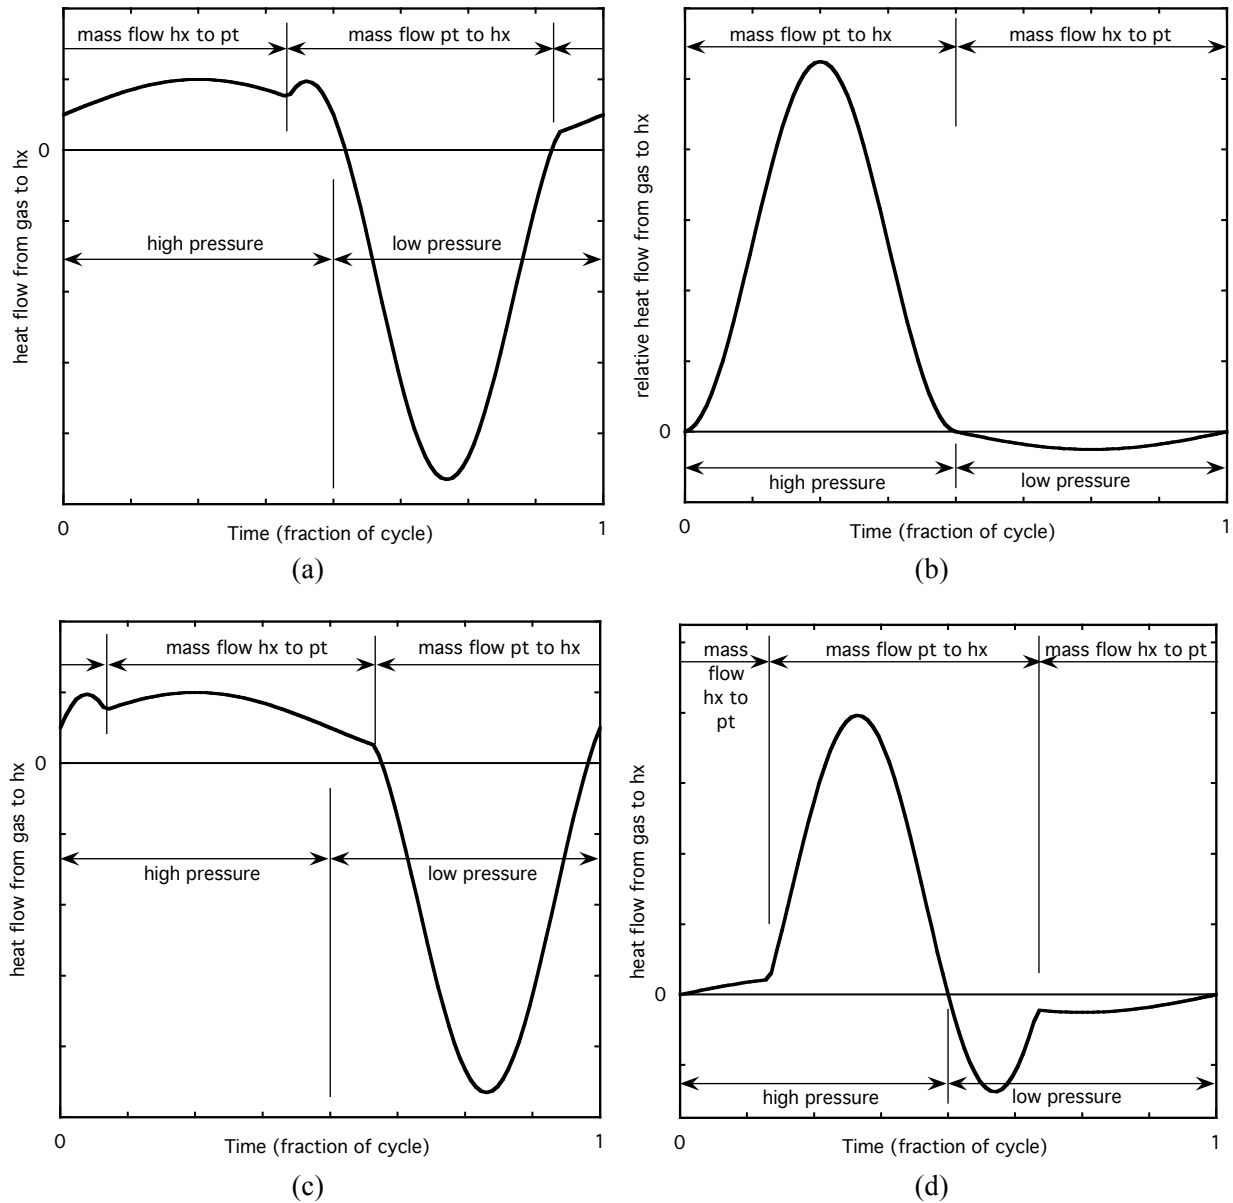 mass flow hx to pt
mass flow pt to hx
0
heat flow from gas to hx
high pressure
low pressure
0
Time (fraction of cycle)
1
(a)
mass flow pt to hx
mass flow hx to pt
relative heat flow from gas to hx
0
high pressure
low pressure
0
Time (fraction of cycle)
1
(b)
mass flow hx to pt
mass flow pt to hx
0
heat flow from gas to hx
high pressure
low pressure
0
Time (fraction of cycle)
1
(c)
mass
flow
hx to
pt
mass flow pt to hx
mass flow hx to pt
heat flow from gas to hx
0
high pressure
low pressure
0
Time (fraction of cycle)
1
(d)